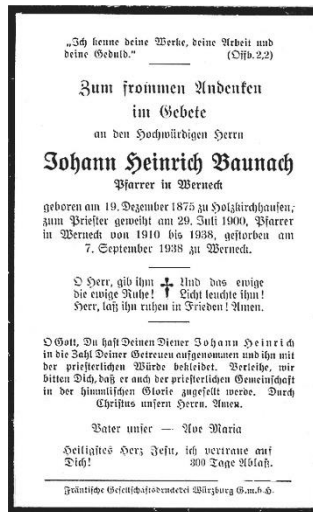 „Ich kenne deine Werke, deine Arbeit und
deine Geduld.“ (Offb. 2,2)
Zum frommen Andenken
im Gebete
an den Hochwürdigen Herrn
Johann Heinrich Baunach
Pfarrer in Werneck
geboren am 19. Dezember 1875 zu Holzkirchhausen,
zum Priester geweiht am 29. Juli 1900, Pfarrer
in Werneck von 1910 bis 1938, gestorben am
7. September 1938 zu Werneck.
O Herr, gib ihm † Und das ewige
die ewige Ruhe! Licht leuchte ihm!
Herr, laß ihn ruhen in Frieden! Amen.
O Gott, Du hast Deinen Diener Johann Heinrich
in die Zahl Deiner Getreuen aufgenommen und ihn mit
der priesterlichen Würde bekleidet. Verleihe, wir
bitten Dich, daß er auch der priesterlichen Gemeinschaft
in der himmlischen Glorie zugesellt werde. Durch
Christus unsern Herrn. Amen.
Vater unser — Ave Maria
Heiligstes Herz Jesu, ich vertraue auf
Dich! 300 Tage Ablaß.
Fränkische Gesellschaftsdruckerei Würzburg G.m.b.H.